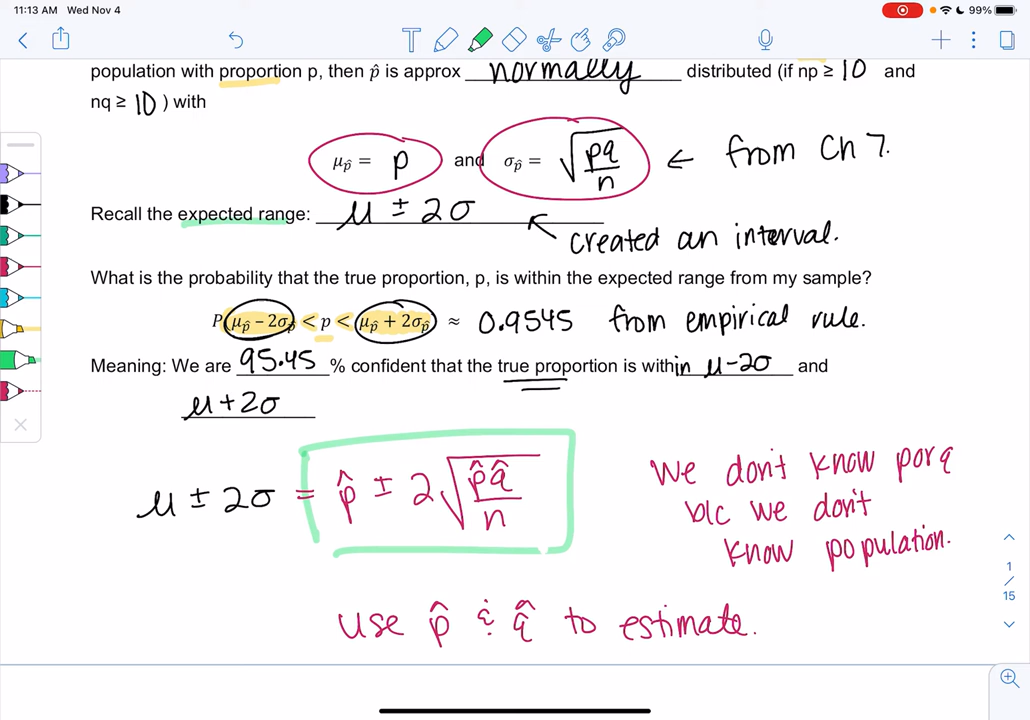 11:13 AM Wed Nov 4 99%
population with proportion p, then p̂ is approx normally distributed (if np ≥ 10 and
nq ≥ 10 ) with
μp̂ = p and σp̂ = √(pq/n) ← from Ch 7.
Recall the expected range: μ ± 2σ
created an interval.
What is the probability that the true proportion, p, is within the expected range from my sample?
P(μp̂ − 2σp̂ < p < μp̂ + 2σp̂) ≈ 0.9545 from empirical rule.
Meaning: We are 95.45 % confident that the true proportion is within μ-2σ and
μ+2σ
μ ± 2σ = p̂ ± 2√(p̂q̂/n)
We don't know p or q
b/c we don't
know population.
use p̂ & q̂ to estimate.
1
/
15